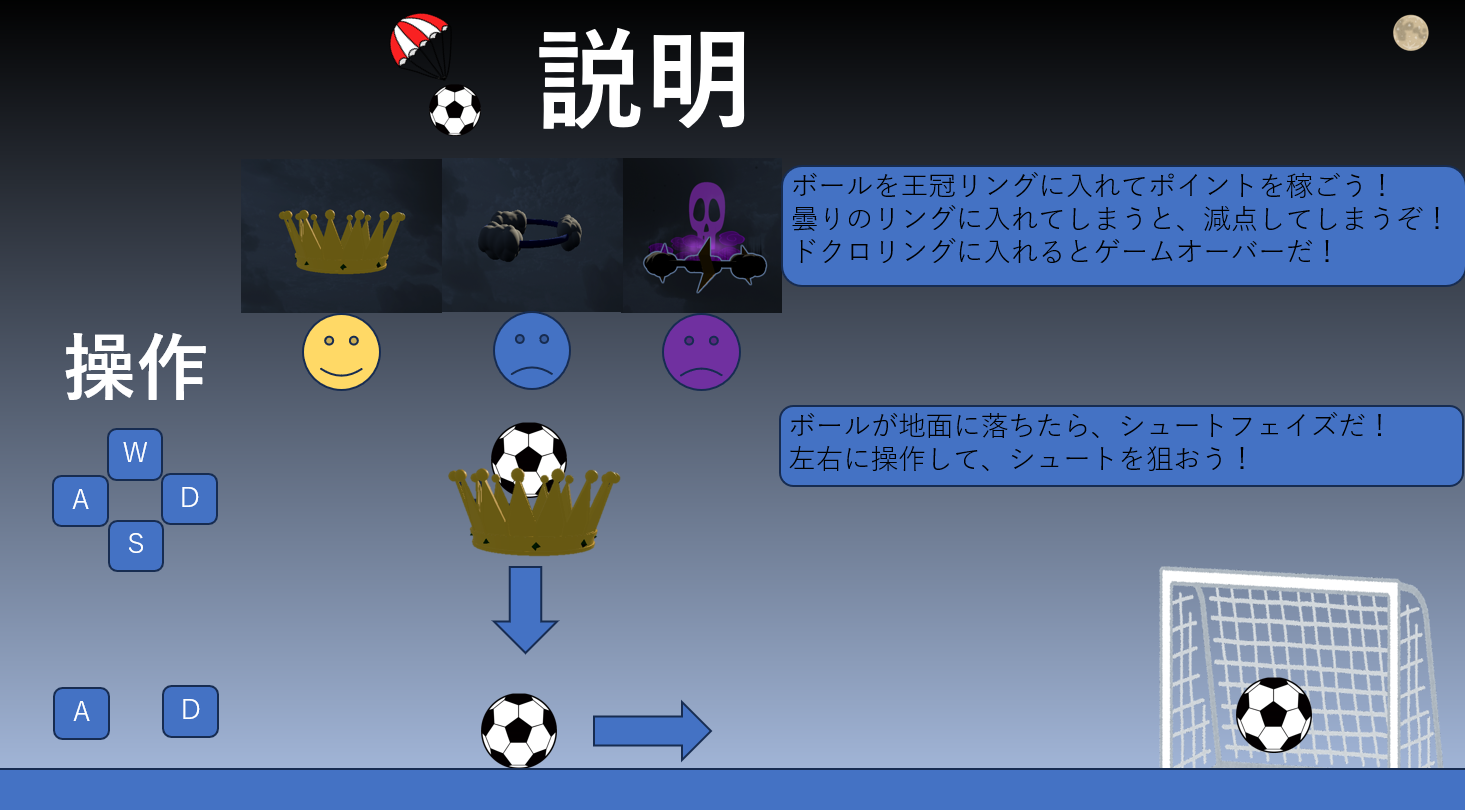 説明
ボールを王冠リングに入れてポイントを稼ごう！
曇りのリングに入れてしまうと、減点してしまうぞ！
ドクロリングに入れるとゲームオーバーだ！
操作
W
A
D
S
ボールが地面に落ちたら、シュートフェイズだ！
左右に操作して、シュートを狙おう！
A
D